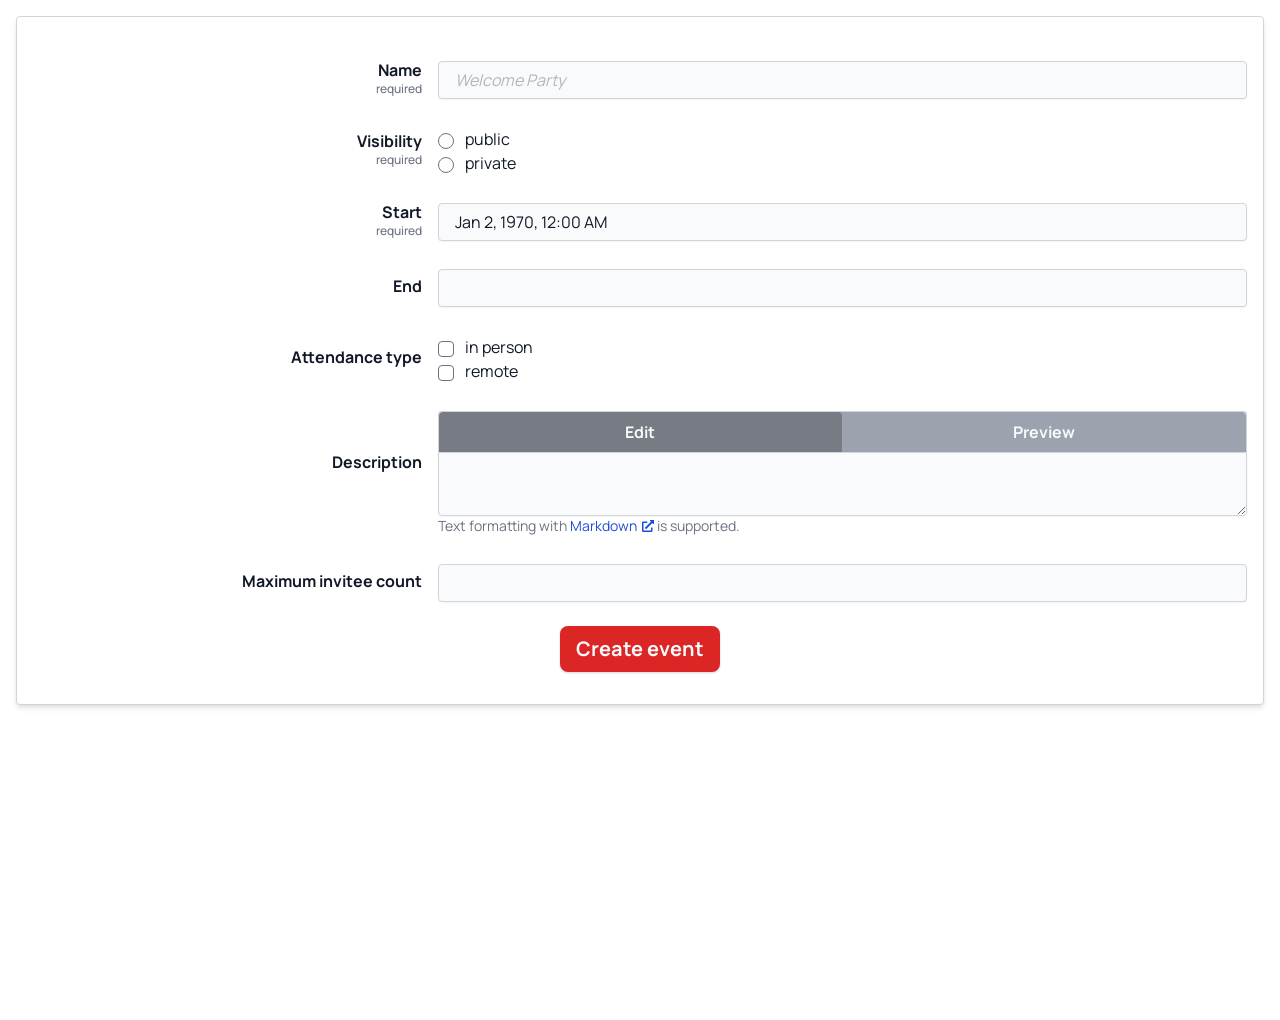 Name
required
Welcome Party
Visibility
required
public
private
Start
required
Jan 2, 1970, 12:00 AM
End
Attendance type
in person
remote
Edit
Preview
Description
Text formatting with Markdown is supported.
Maximum invitee count
Create event